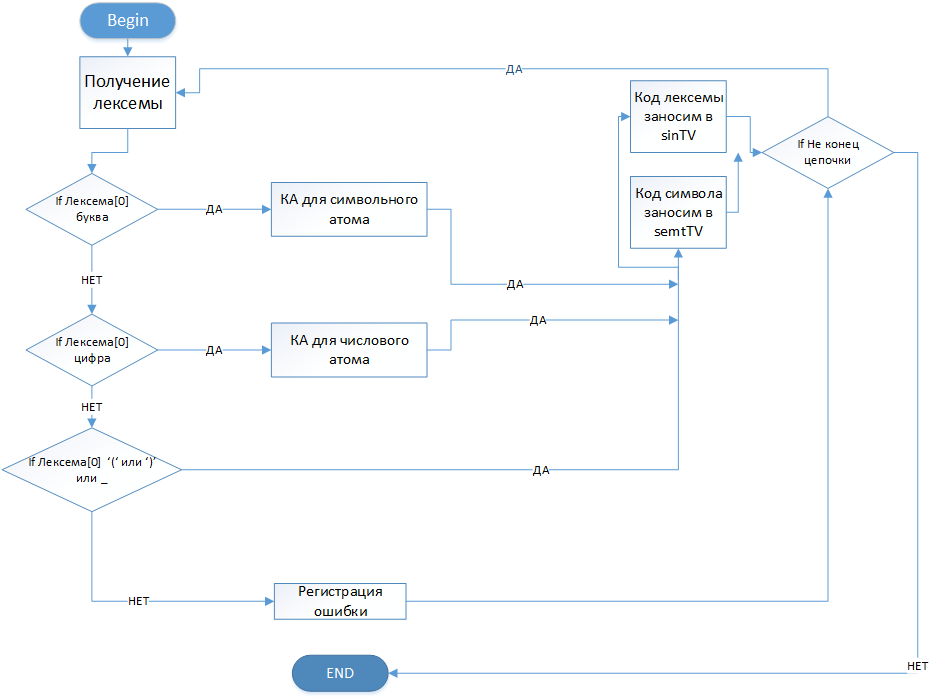 Begin
Получение
лексемы
ДА
Код лексемы
заносим в
sinTV
If Не конец
цепочки
If Лексема[0]
буква
ДА
КА для символьного
атома
Код символа
заносим в
semtTV
НЕТ
ДА
If Лексема[0]
цифра
ДА
КА для числового
атома
ДА
НЕТ
If Лексема[0] ‘(‘ или ‘)’
или _
ДА
НЕТ
Регистрация
ошибки
END
НЕТ